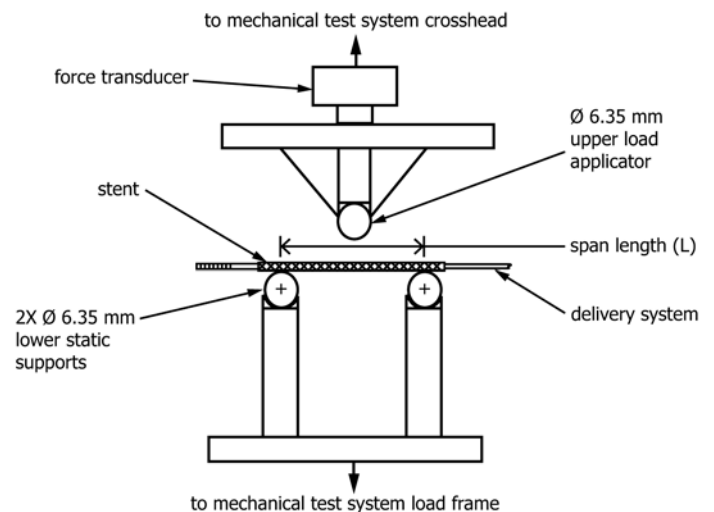 to mechanical test system crosshead
force transducer
Ø 6.35 mm
upper load
applicator
stent
span length (L)
2X Ø 6.35 mm
lower static
supports
delivery system
to mechanical test system load frame